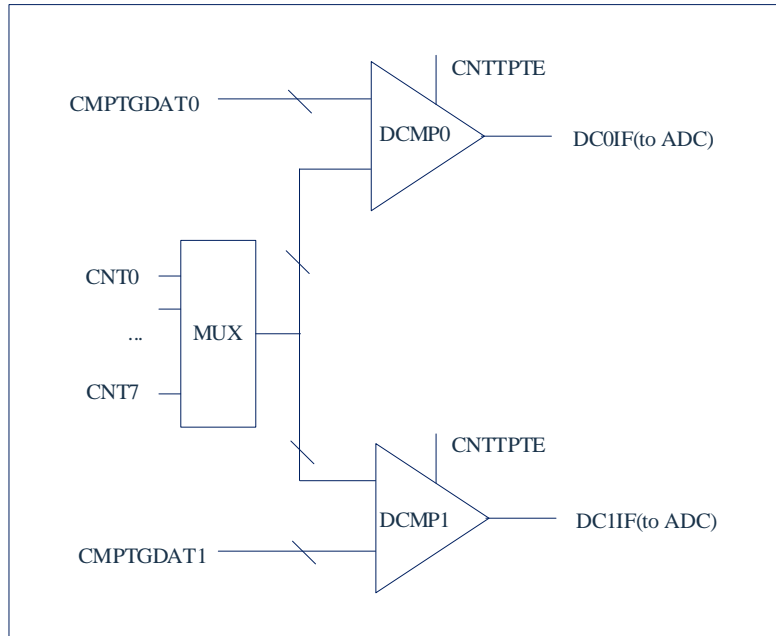 CNTTPTE
CMPTGDAT0
DCMP0
DC0IF(to ADC)
CNT0
...
MUX
CNT7
CNTTPTE
DCMP1
DC1IF(to ADC)
CMPTGDAT1